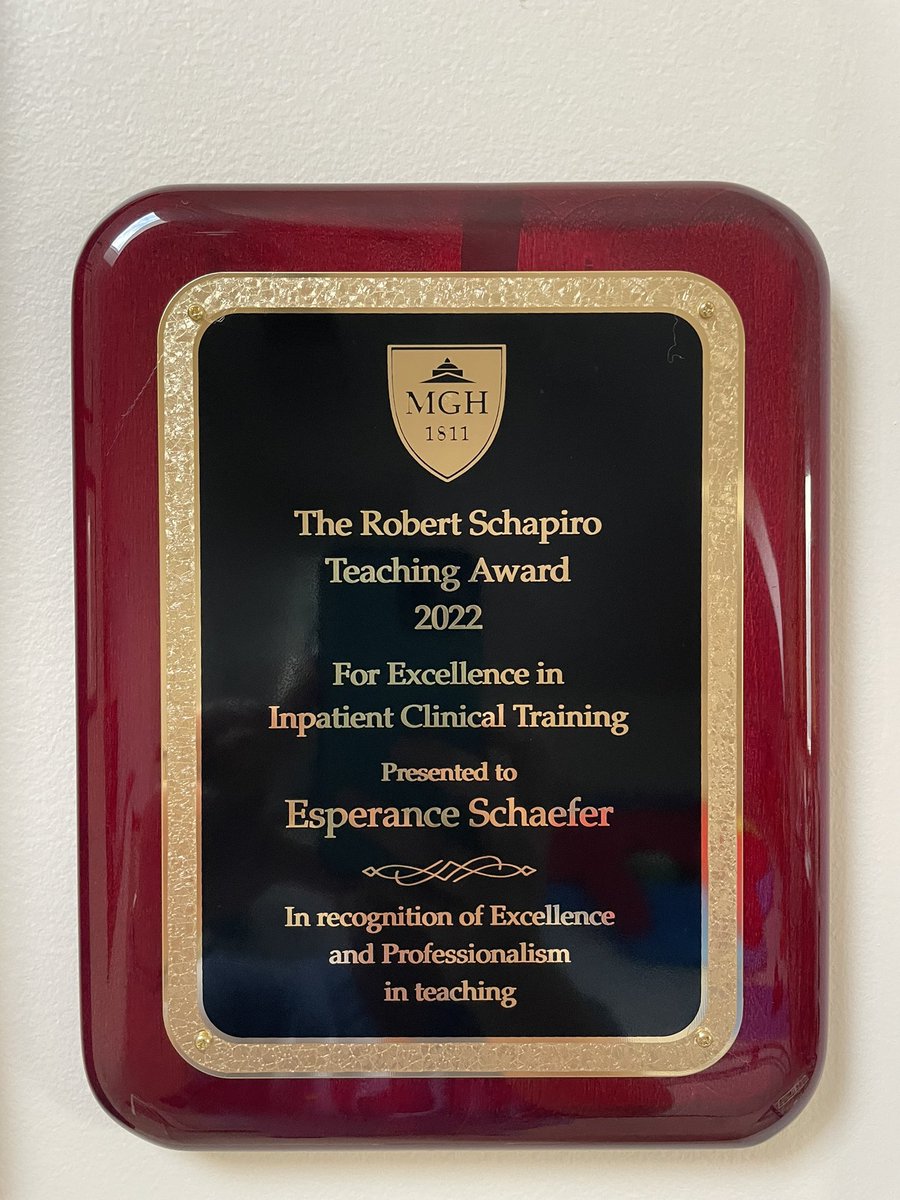 MGH
1811
The Robert Schapiro
Teaching Award
2022
For Excellence in
Inpatient Clinical Training
Presented to
Esperance Schaefer
In recognition of Excellence
and Professionalism
in teaching